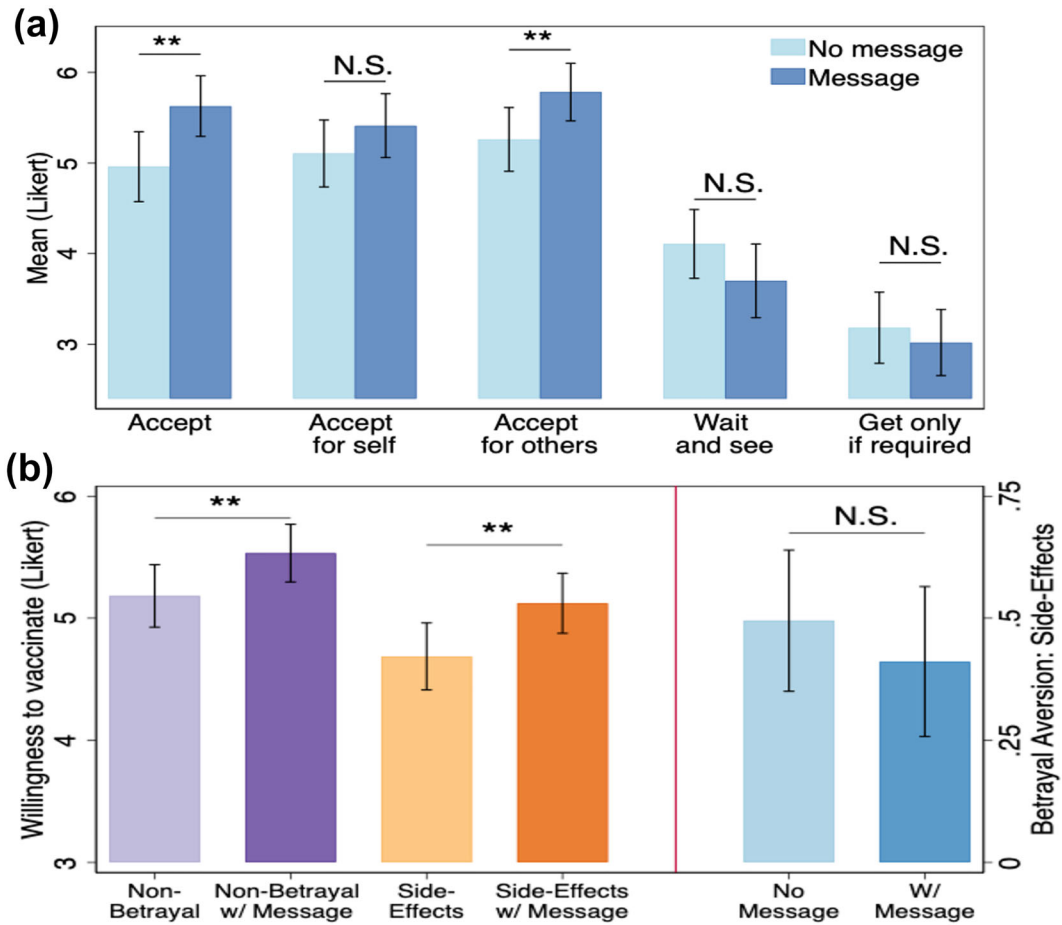 (a)
**
N.S.
**
N.S.
N.S.
No message
Message
Mean (Likert)
6
5
4
3
Accept
Accept
for self
Accept
for others
Wait
and see
Get only
if required
(b)
**
**
N.S.
Willingness to vaccinate (Likert)
6
5
4
3
Betrayal Aversion: Side-Effects
.75
.5
.25
0
Non-
Betrayal
Non-Betrayal
w/ Message
Side-
Effects
Side-Effects
w/ Message
No
Message
W/
Message